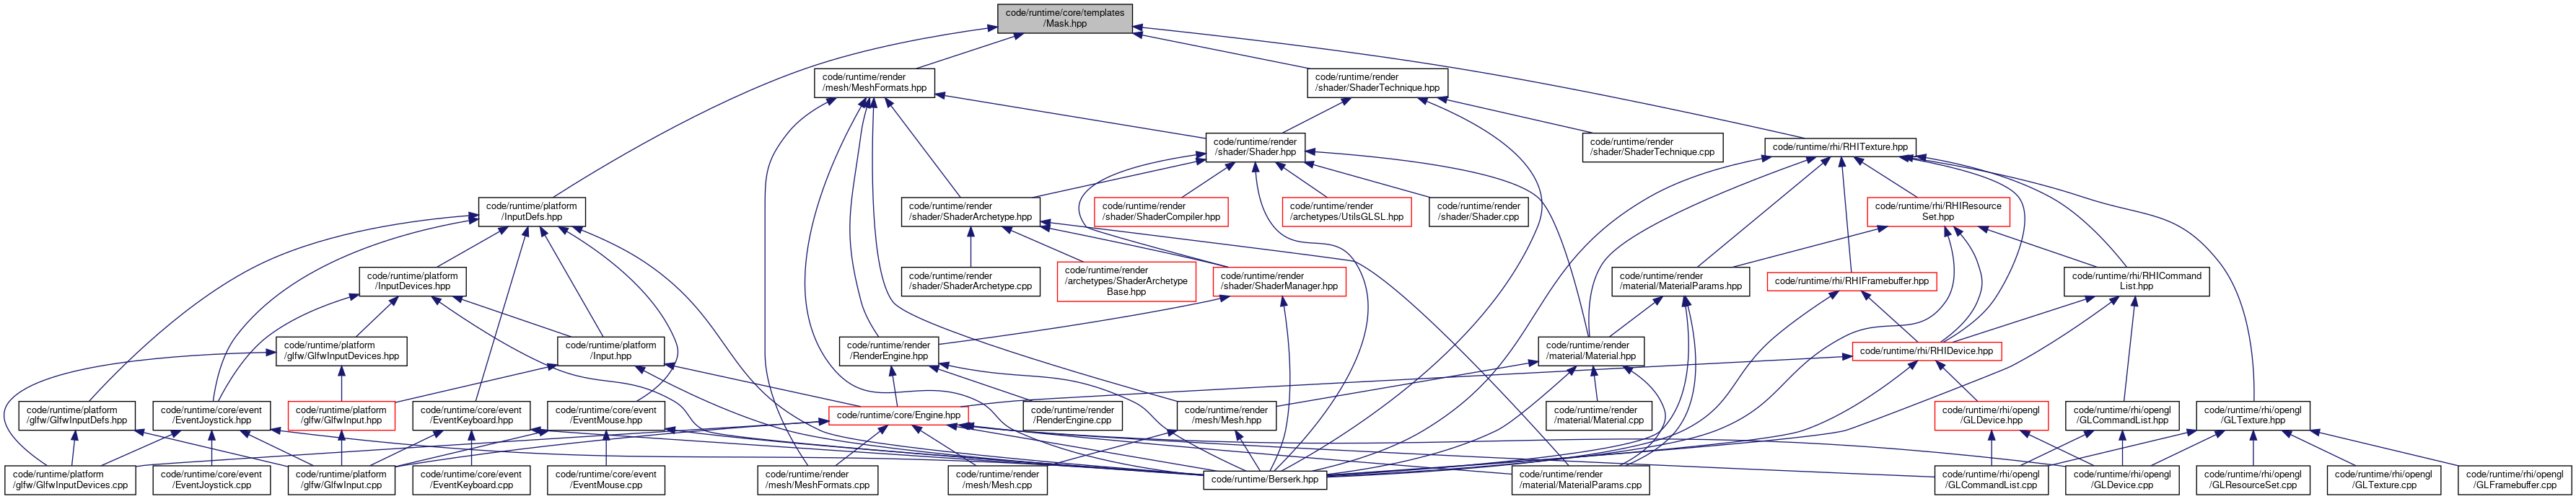 code/runtime/core/templates
/Mask.hpp
code/runtime/render
/mesh/MeshFormats.hpp
code/runtime/render
/shader/ShaderTechnique.hpp
code/runtime/render
/shader/Shader.hpp
code/runtime/render
/shader/ShaderTechnique.cpp
code/runtime/rhi/RHITexture.hpp
code/runtime/platform
/InputDefs.hpp
code/runtime/render
/shader/ShaderArchetype.hpp
code/runtime/render
/shader/ShaderCompiler.hpp
code/runtime/render
/archetypes/UtilsGLSL.hpp
code/runtime/render
/shader/Shader.cpp
code/runtime/rhi/RHIResource
Set.hpp
code/runtime/platform
/InputDevices.hpp
code/runtime/render
/shader/ShaderArchetype.cpp
code/runtime/render
/archetypes/ShaderArchetype
Base.hpp
code/runtime/render
/shader/ShaderManager.hpp
code/runtime/render
/material/MaterialParams.hpp
code/runtime/rhi/RHIFramebuffer.hpp
code/runtime/rhi/RHICommand
List.hpp
code/runtime/platform
/glfw/GlfwInputDevices.hpp
code/runtime/platform
/Input.hpp
code/runtime/render
/RenderEngine.hpp
code/runtime/render
/material/Material.hpp
code/runtime/rhi/RHIDevice.hpp
code/runtime/platform
/glfw/GlfwInputDefs.hpp
code/runtime/core/event
/EventJoystick.hpp
code/runtime/platform
/glfw/GlfwInput.hpp
code/runtime/core/event
/EventKeyboard.hpp
code/runtime/core/event
/EventMouse.hpp
code/runtime/core/Engine.hpp
code/runtime/render
/RenderEngine.cpp
code/runtime/render
/mesh/Mesh.hpp
code/runtime/render
/material/Material.cpp
code/runtime/rhi/opengl
/GLDevice.hpp
code/runtime/rhi/opengl
/GLCommandList.hpp
code/runtime/rhi/opengl
/GLTexture.hpp
code/runtime/platform
/glfw/GlfwInputDevices.cpp
code/runtime/core/event
/EventJoystick.cpp
code/runtime/platform
/glfw/GlfwInput.cpp
code/runtime/core/event
/EventKeyboard.cpp
code/runtime/core/event
/EventMouse.cpp
code/runtime/render
/mesh/MeshFormats.cpp
code/runtime/render
/mesh/Mesh.cpp
code/runtime/Berserk.hpp
code/runtime/render
/material/MaterialParams.cpp
code/runtime/rhi/opengl
/GLCommandList.cpp
code/runtime/rhi/opengl
/GLDevice.cpp
code/runtime/rhi/opengl
/GLResourceSet.cpp
code/runtime/rhi/opengl
/GLTexture.cpp
code/runtime/rhi/opengl
/GLFramebuffer.cpp